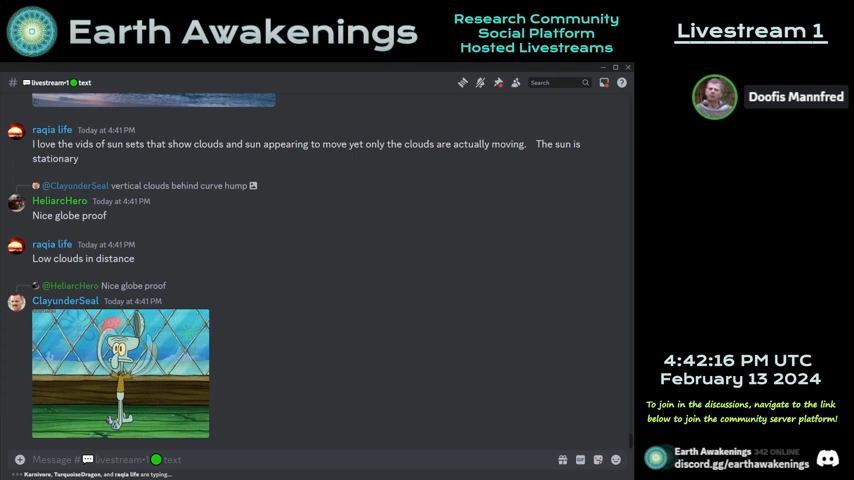 Earth Awakenings
Research Community
Social Platform
Hosted Livestreams
Livestream 1
# livestream•1 text
Search
raqia life Today at 4:41 PM
I love the vids of sun sets that show clouds and sun appearing to move yet only the clouds are actually moving. The sun is
stationary
@ClayunderSeal vertical clouds behind curve hump
HeliarcHero Today at 4:41 PM
Nice globe proof
raqia life Today at 4:41 PM
Low clouds in distance
@HeliarcHero Nice globe proof
ClayunderSeal Today at 4:41 PM
Message # livestream•1 text
GIF
Karnivore, TurquoiseDragon, and raqia life are typing...
Doofis Mannfred
4:42:16 PM UTC
February 13 2024
To join in the discussions, navigate to the link
below to join the community server platform!
Earth Awakenings 342 ONLINE
discord.gg/earthawakenings